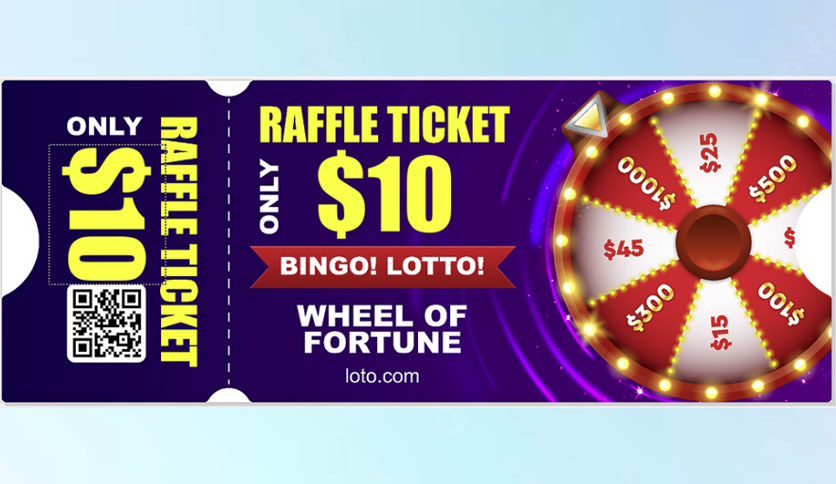 ONLY
$10
RAFFLE TICKET
RAFFLE TICKET
ONLY
$10
BINGO! LOTTO!
WHEEL OF
FORTUNE
loto.com
$25
$500
$
$100
$15
$300
$45
$1000